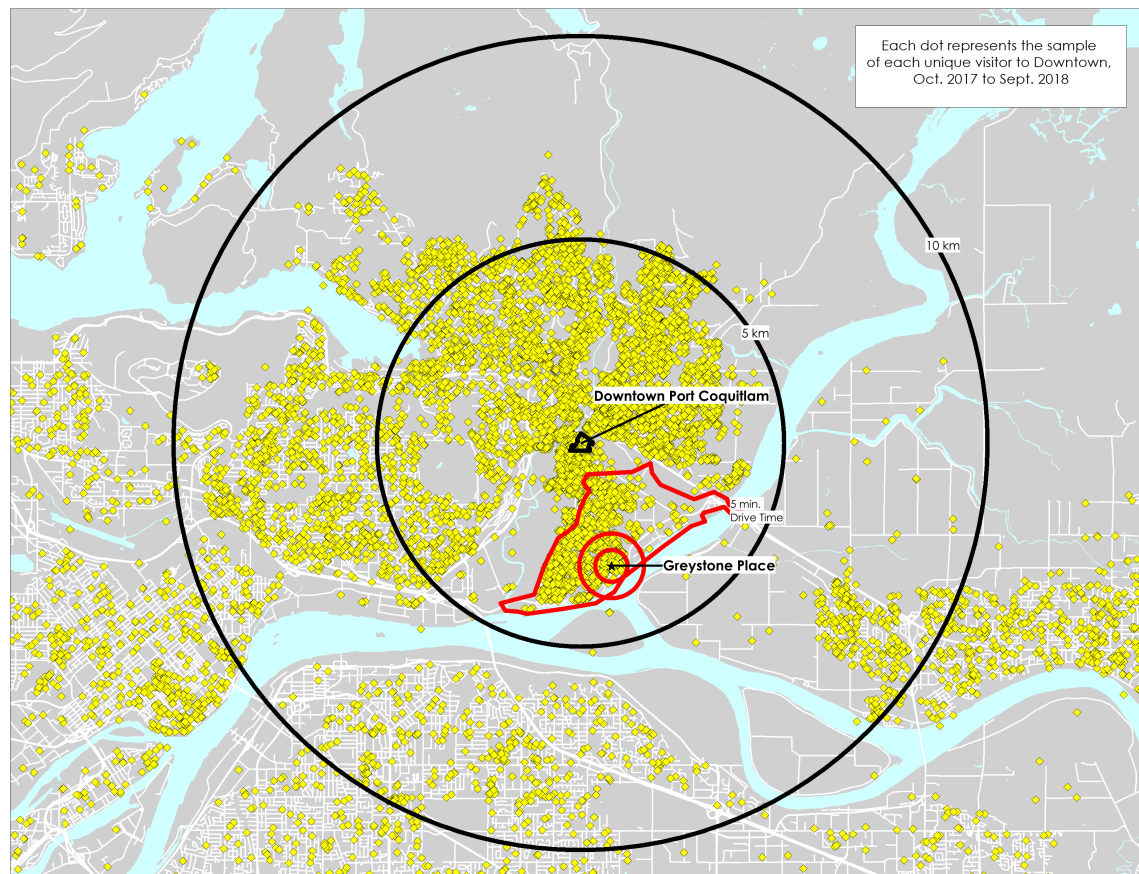 Each dot represents the sample
of each unique visitor to Downtown,
Oct. 2017 to Sept. 2018
10 km
5 km
Downtown Port Coquitlam
5 min.
Drive Time
Greystone Place